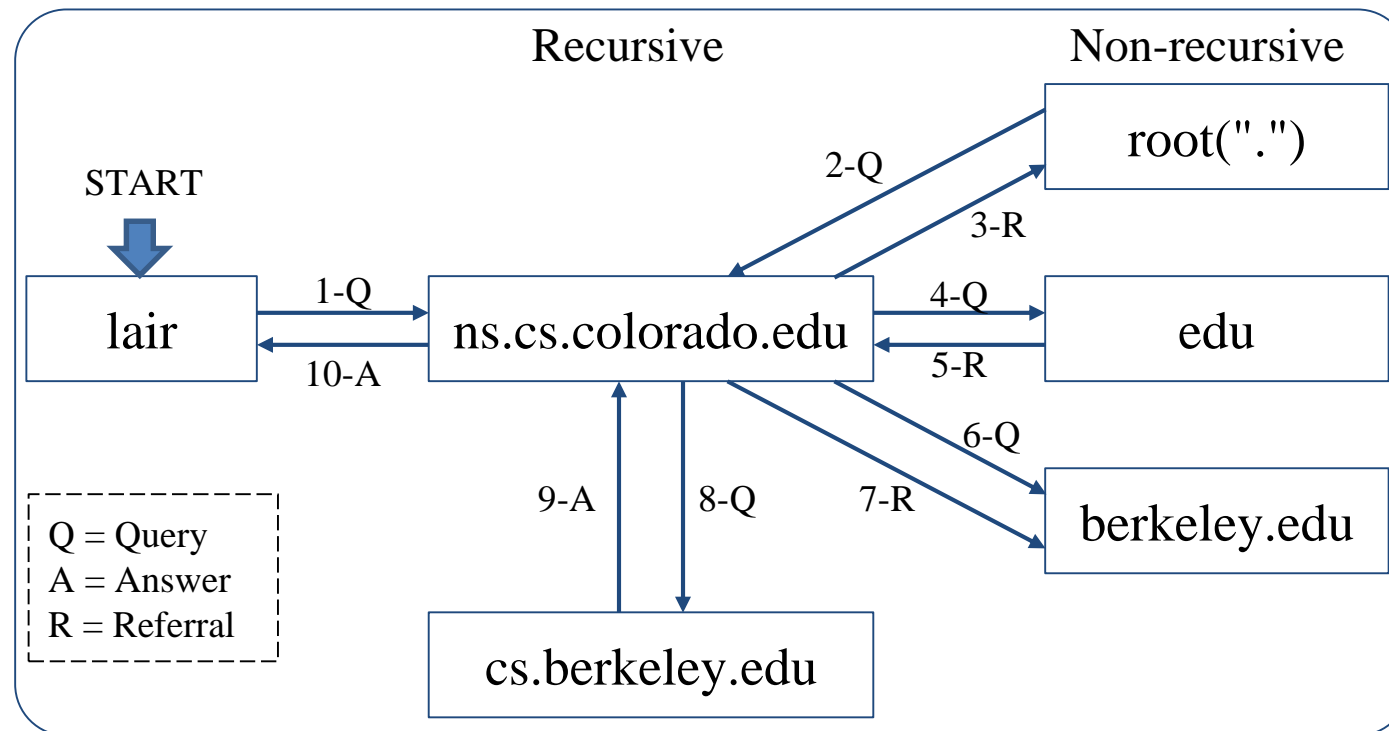 Recursive
Non-recursive
root(".")
2-Q
START
3-R
1-Q
4-Q
lair
ns.cs.colorado.edu
edu
10-A
5-R
6-Q
9-A
8-Q
7-R
berkeley.edu
Q = Query
A = Answer
R = Referral
cs.berkeley.edu